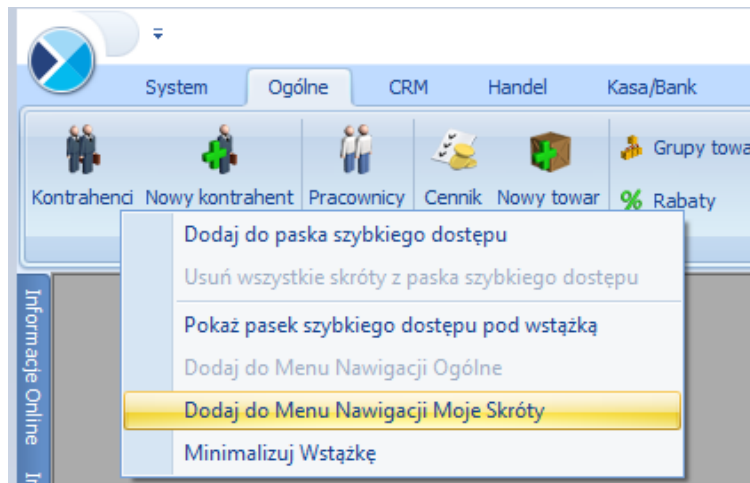 System Ogólne CRM Handel Kasa/Bank
Kontrahenci Nowy kontrahent Pracownicy Cennik Nowy towar
Grupy towa
% Rabaty
Dodaj do paska szybkiego dostępu
Usuń wszystkie skróty z paska szybkiego dostępu
Pokaż pasek szybkiego dostępu pod wstążką
Dodaj do Menu Nawigacji Ogólne
Dodaj do Menu Nawigacji Moje Skróty
Minimalizuj Wstążkę
Informacje Online